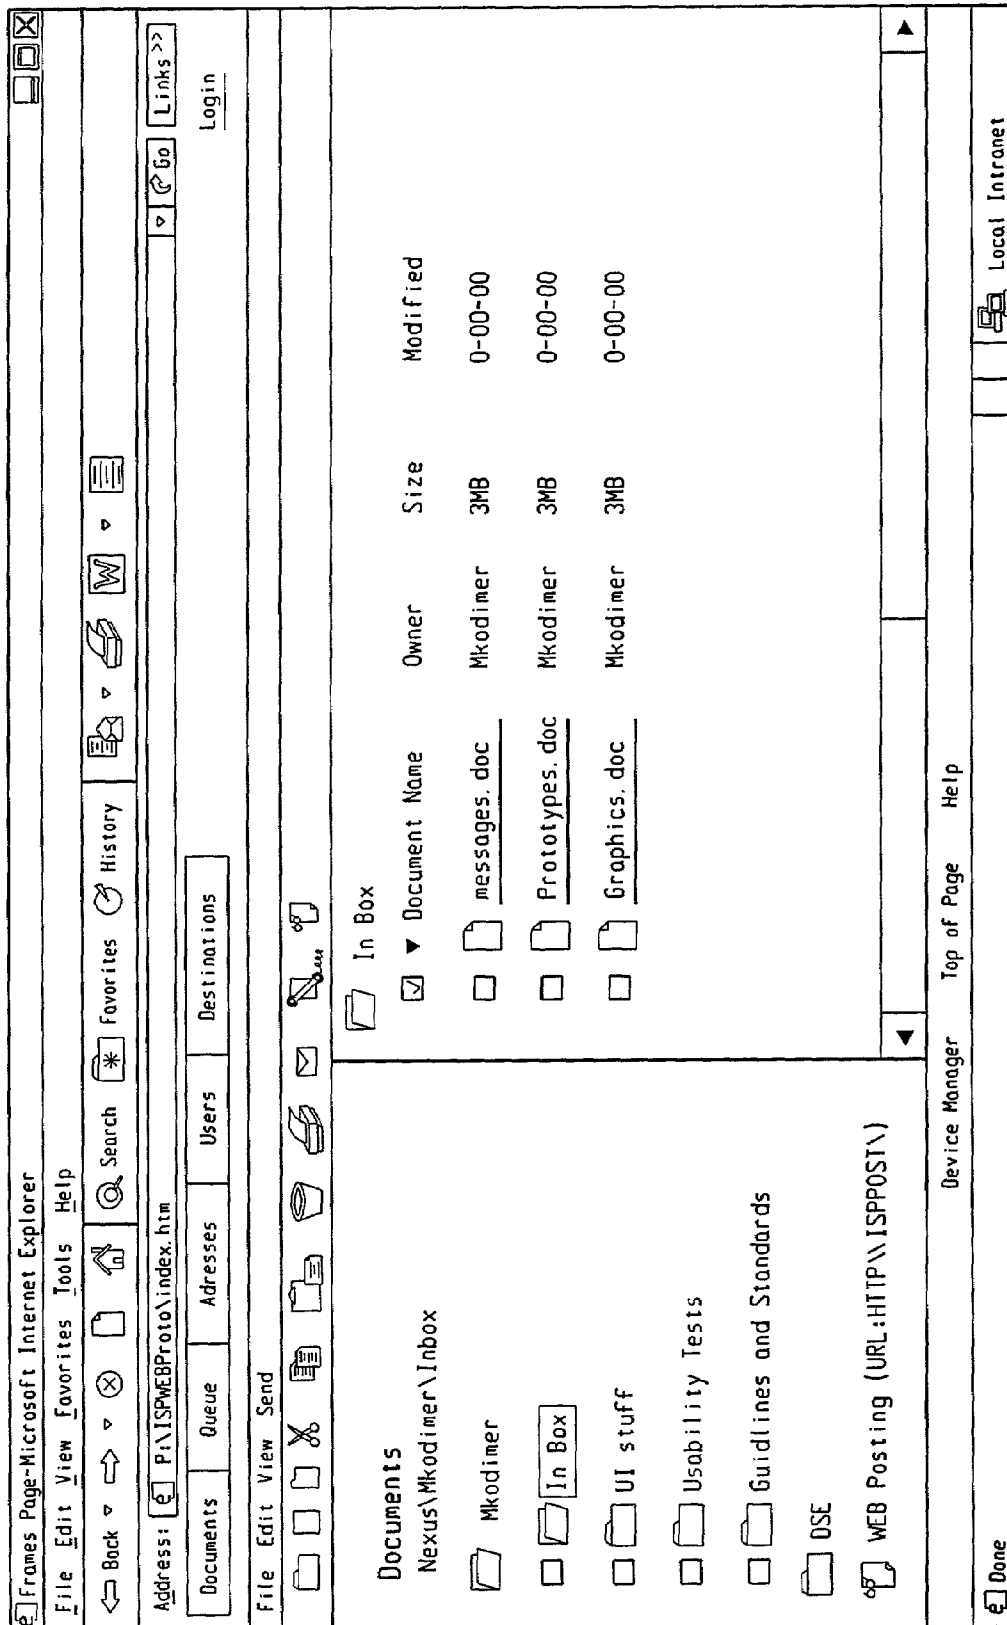 Frames Page-Microsoft Internet Explorer
File Edit View Favorites Tools Help
Back Search Favorites History
Address: P:\ISPWEBProto\index.htm Go Links >>
Documents Queue Adresses Users Destinations Login
File Edit View Send
Documents
Nexus\Mkodimer\Inbox
Mkodimer
In Box
UI stuff
Usability Tests
Guidlines and Standards
DSE
WEB Posting (URL:HTTP\\ISPPOST\)
In Box
Document Name Owner Size Modified
messages.doc Mkodimer 3MB 0-00-00
Prototypes.doc Mkodimer 3MB 0-00-00
Graphics.doc Mkodimer 3MB 0-00-00
Device Manager Top of Page Help
Done Local Intranet